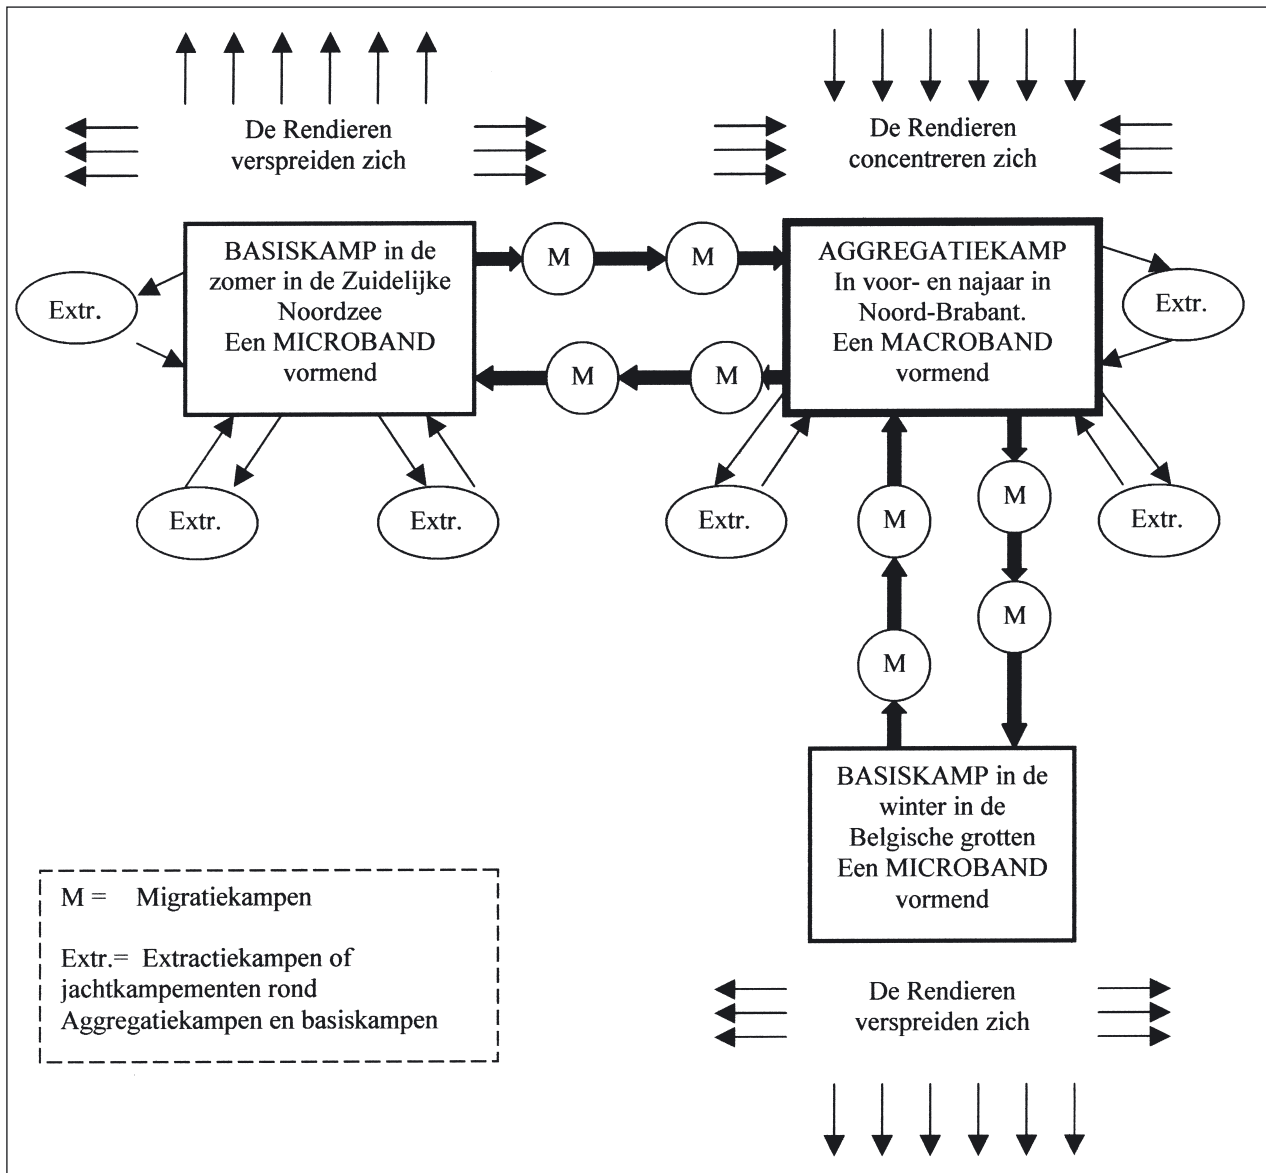 De Rendieren
verspreiden zich
De Rendieren
concentreren zich
BASISKAMP in de
zomer in de Zuidelijke
Noordzee
Een MICROBAND
vormend
M
M
AGGREGATIEKAMP
In voor- en najaar in
Noord-Brabant.
Een MACROBAND
vormend
Extr.
Extr.
M
M
Extr.
Extr.
Extr.
M
M
Extr.
M
M
BASISKAMP in de
winter in de
Belgische grotten
Een MICROBAND
vormend
M = Migratiekampen
Extr.= Extractiekampen of
jachtkampementen rond
Aggregatiekampen en basiskampen
De Rendieren
verspreiden zich